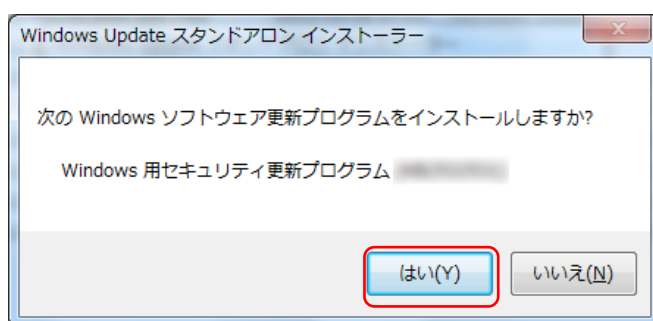 Windows Update スタンドアロン インストーラー
次の Windows ソフトウェア更新プログラムをインストールしますか?
Windows 用セキュリティ更新プログラム
はい(Y)
いいえ(N)